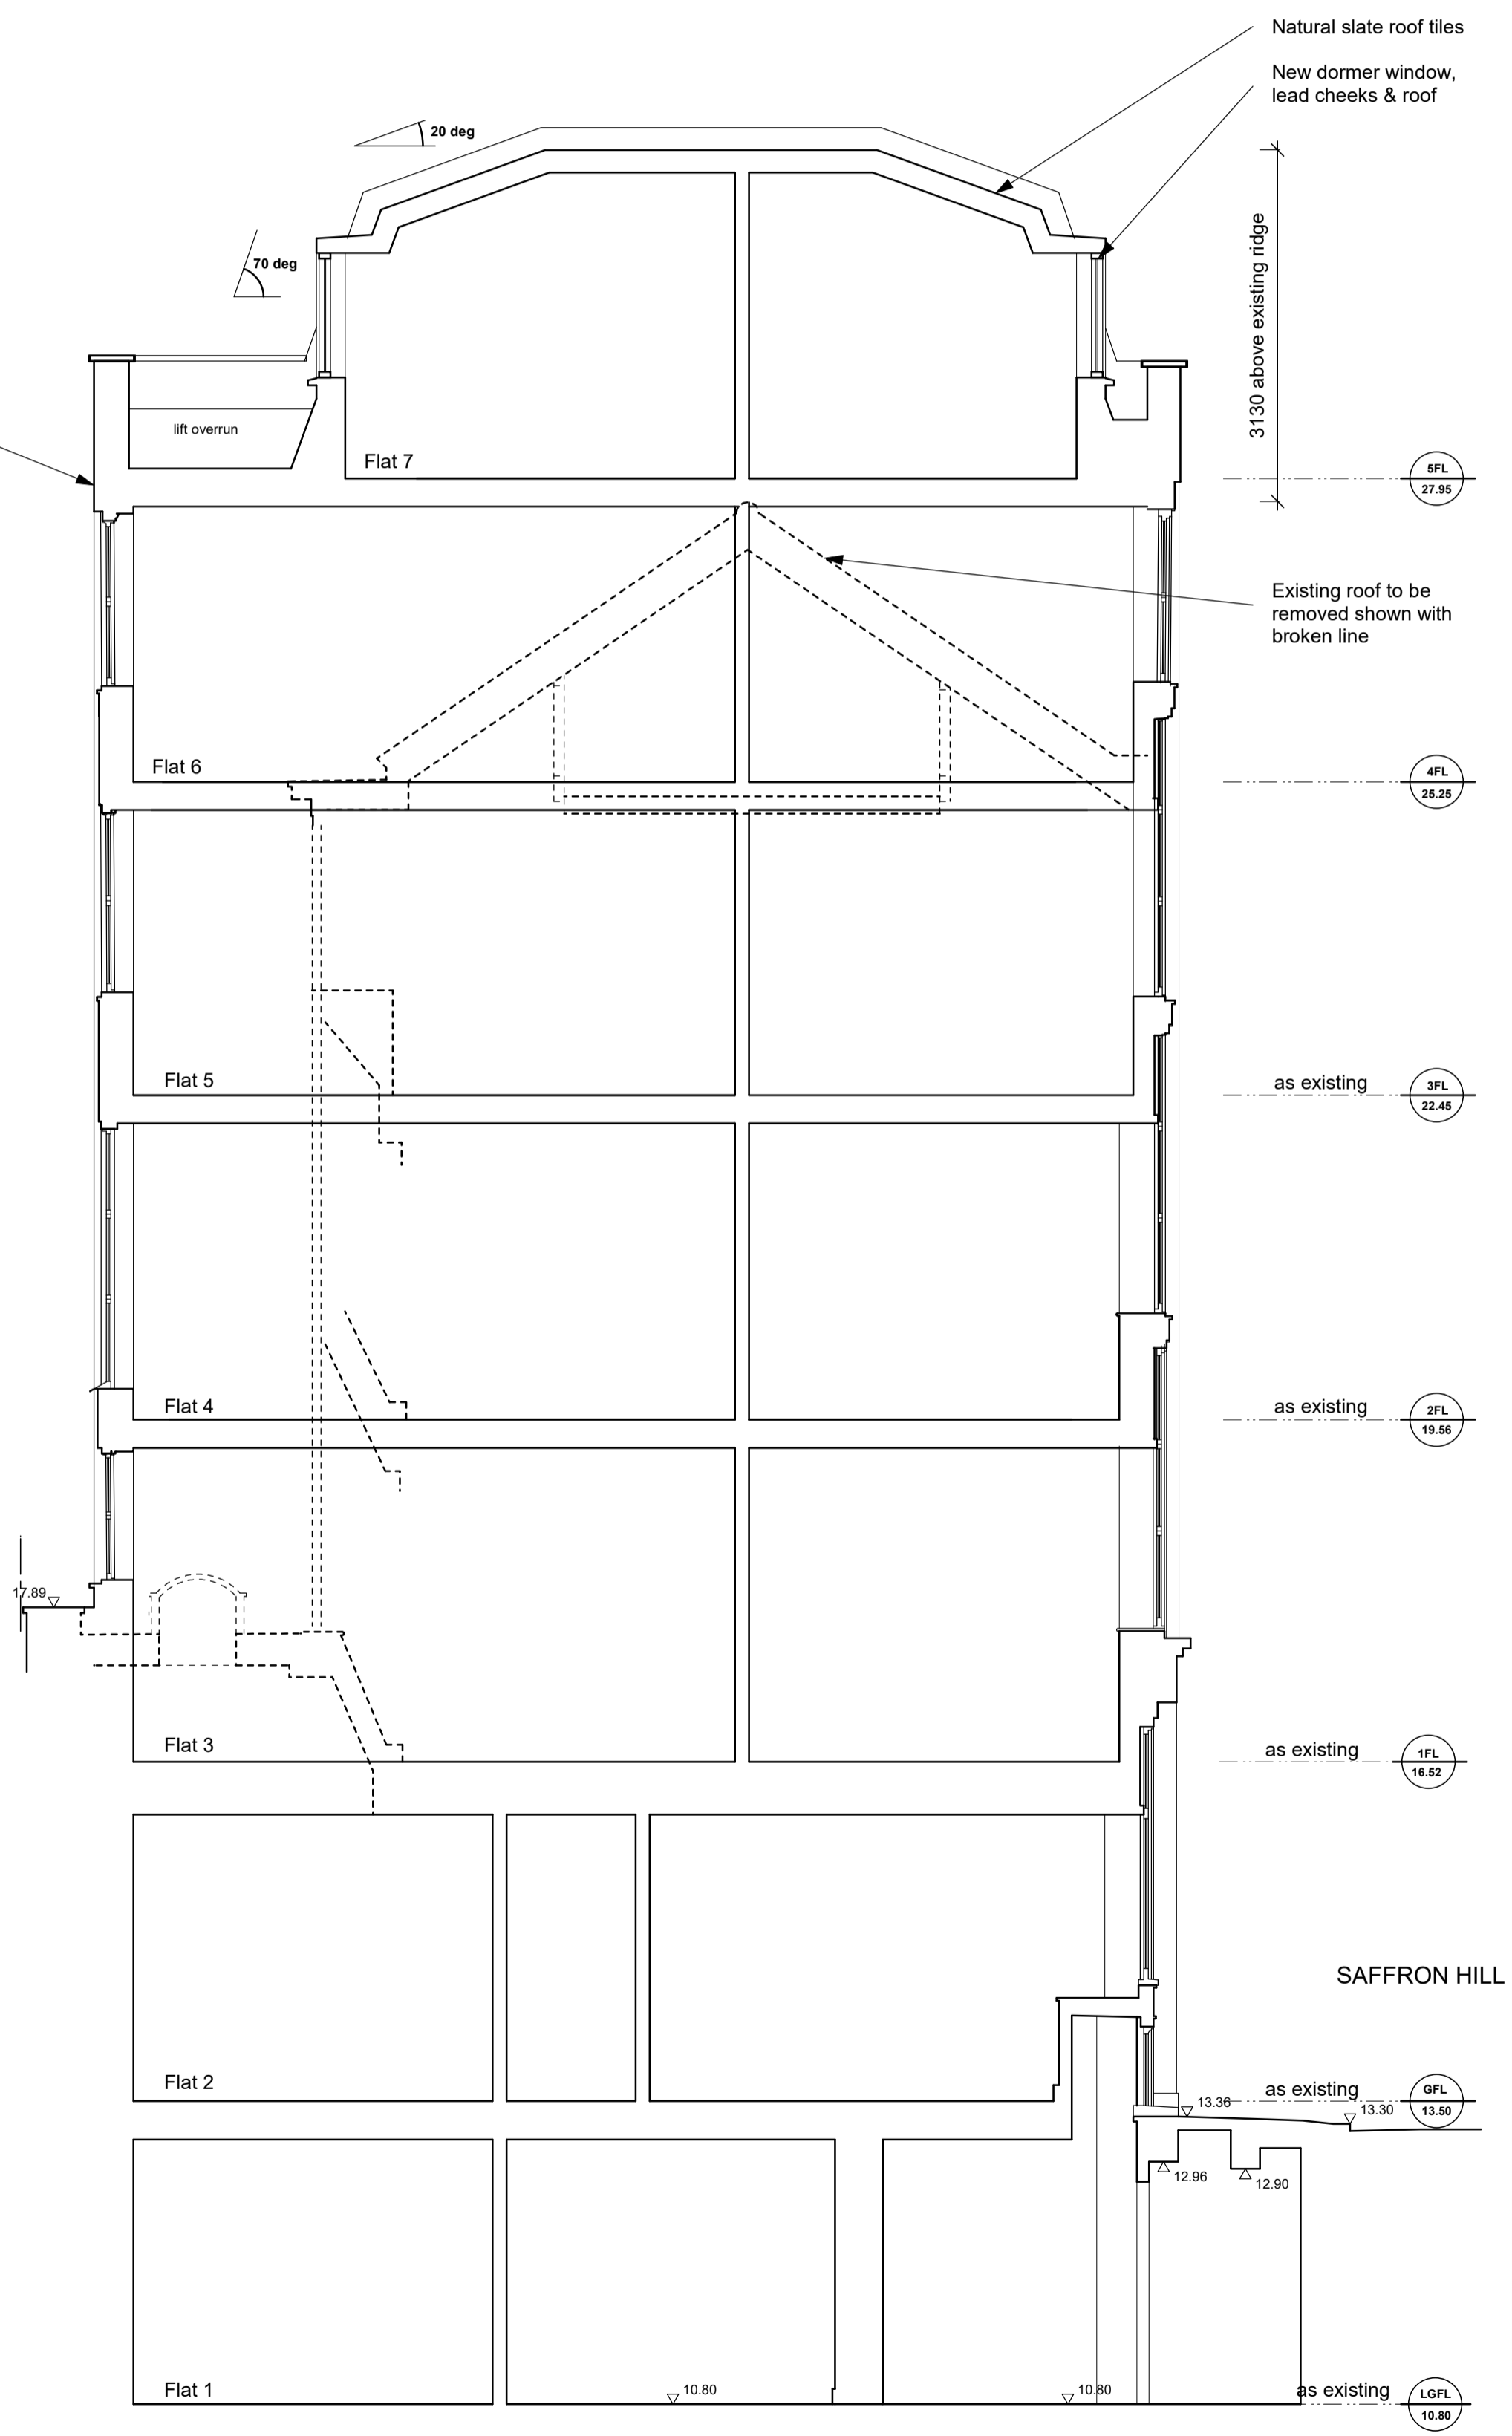 Natural slate roof tiles
New dormer window,
lead cheeks & roof
20 deg
70 deg
3130 above existing ridge
lift overrun
Flat 7
5FL
27.95
Existing roof to be
removed shown with
broken line
Flat 6
4FL
25.25
Flat 5
as existing
3FL
22.45
Flat 4
as existing
2FL
19.56
17.89
Flat 3
as existing
1FL
16.52
SAFFRON HILL
Flat 2
as existing
GFL
13.50
13.36
13.30
12.96
12.90
Flat 1
10.80
10.80
as existing
LGFL
10.80